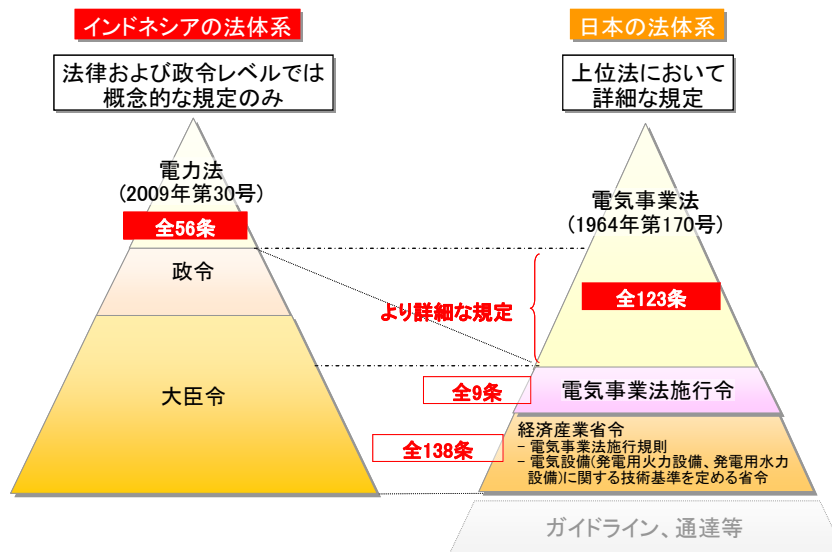 インドネシアの法体系
法律および政令レベルでは
概念的な規定のみ
電力法
(2009年第30号)
全56条
政令
大臣令
より詳細な規定
日本の法体系
上位法において
詳細な規定
電気事業法
(1964年第170号)
全123条
全9条
電気事業法施行令
全138条
経済産業省令
- 電気事業法施行規則
- 電気設備(発電用火力設備、発電用水力
設備)に関する技術基準を定める省令
ガイドライン、通達等